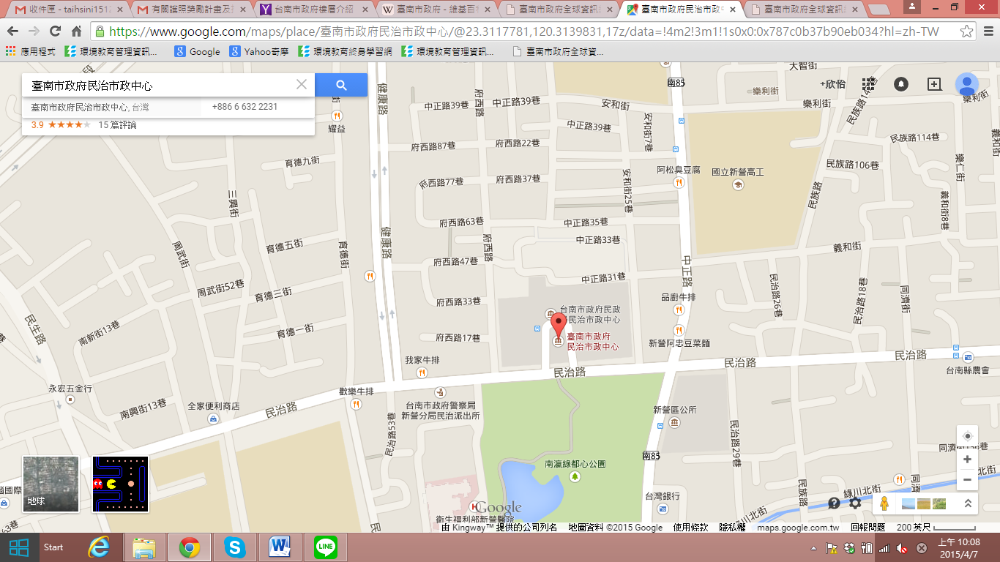 收件匣 - taihsini151
有關護照獎勵計畫及
台南市政府樓層介紹
臺南市政府 - 維基百
臺南市政府全球資訊
臺南市政府民治市政中
臺南市政府全球資訊
https://www.google.com/maps/place/臺南市政府民治市政中心/@23.3117781,120.3139831,17z/data=!4m2!3m1!1s0x0:0x787c0b37b90eb034?hl=zh-TW
應用程式
環境教育管理資訊...
Google
Yahoo奇摩
環境教育終身學習網
環境教育管理資訊...
臺南市政府全球資...
臺南市政府民治市政中心
臺南市政府民治市政中心, 台灣
+886 6 632 2231
3.9
15 篇評論
+欣怡
大智街
南85
樂利街
樂利街
樂利街
民族路114巷
民族路106巷
民族路
健康路
府西路
中正路39巷
安和街
中正路39巷
安和街7巷
耀益
府西路87巷
府西路22巷
育德九街
阿松臭豆腐
國立新營高工
府西路77巷
府西路37巷
安和街25巷
樂仁街
義和街8巷
三興街
府西路63巷
中正路35巷
中正路33巷
健康路
府西路
周武街
育德五街
育德街
義和街
府西路47巷
中正路
中正路31巷
周武街52巷
育德三街
民治路26巷
民治路18巷
同濟街
府西路33巷
品廚牛排
台南市政府民政
民治市政中心
民生路
南新街13巷
育德一街
府西路17巷
臺南市政府
民治市政中心
新營阿忠豆菜麵
我家牛排
民治路
民治路
民治路
台南縣農會
永宏五金行
歡樂牛排
南興街13巷
全家便利商店
民治路
台南市政府警察局
新營分局民治派出所
新營區公所
民治路53巷
民治路29巷
南85
南瀛綠都心公園
民族路
同濟街
綠川北街
綠川北街
台灣銀行
地球
Google
衛生福利部新營醫院
由 Kingway™ 提供的公司列名
地圖資料 ©2015 Google
使用條款
隱私權
maps.google.com.tw
回報問題
200 英尺
Start
上午 10:08
2015/4/7